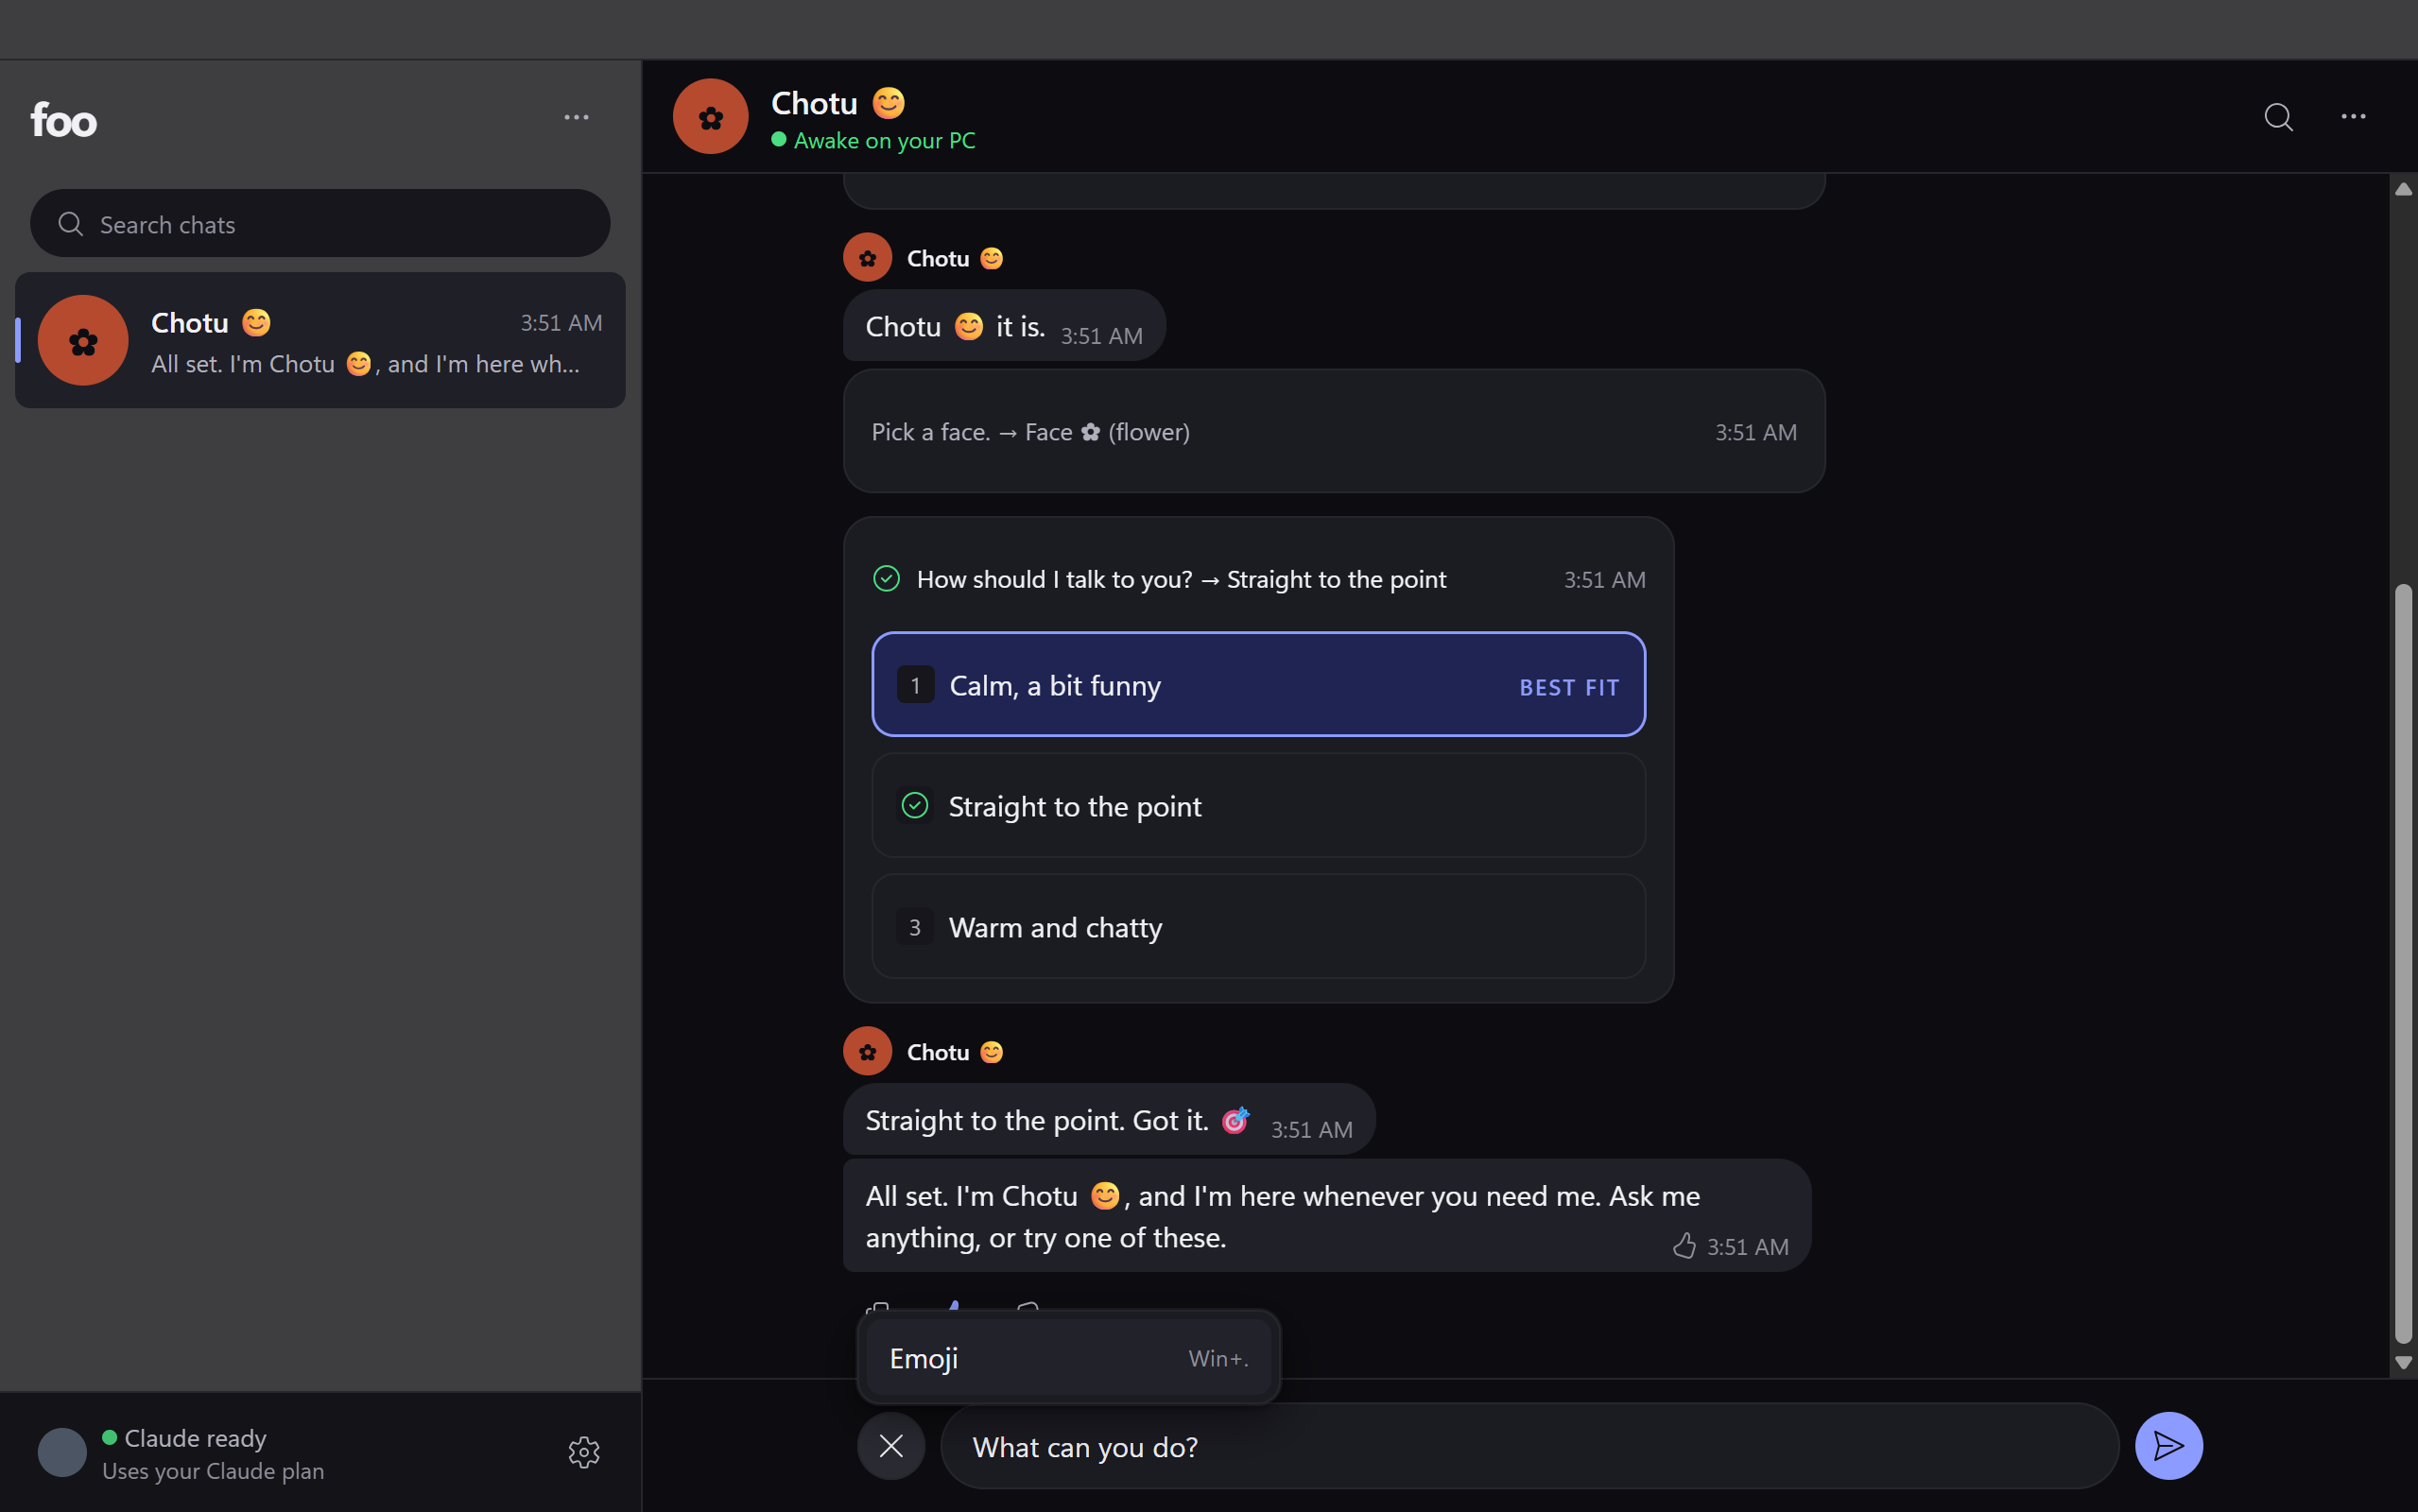 foo
Search chats
Chotu 😊
3:51 AM
All set. I'm Chotu 😊, and I'm here wh...
Claude ready
Uses your Claude plan
Chotu 😊
Awake on your PC
Chotu 😊
Chotu 😊 it is. 3:51 AM
Pick a face. → Face ✿ (flower) 3:51 AM
How should I talk to you? → Straight to the point 3:51 AM
1 Calm, a bit funny BEST FIT
Straight to the point
3 Warm and chatty
Chotu 😊
Straight to the point. Got it. 🎯 3:51 AM
All set. I'm Chotu 😊, and I'm here whenever you need me. Ask me
anything, or try one of these.
3:51 AM
Emoji Win+.
What can you do?